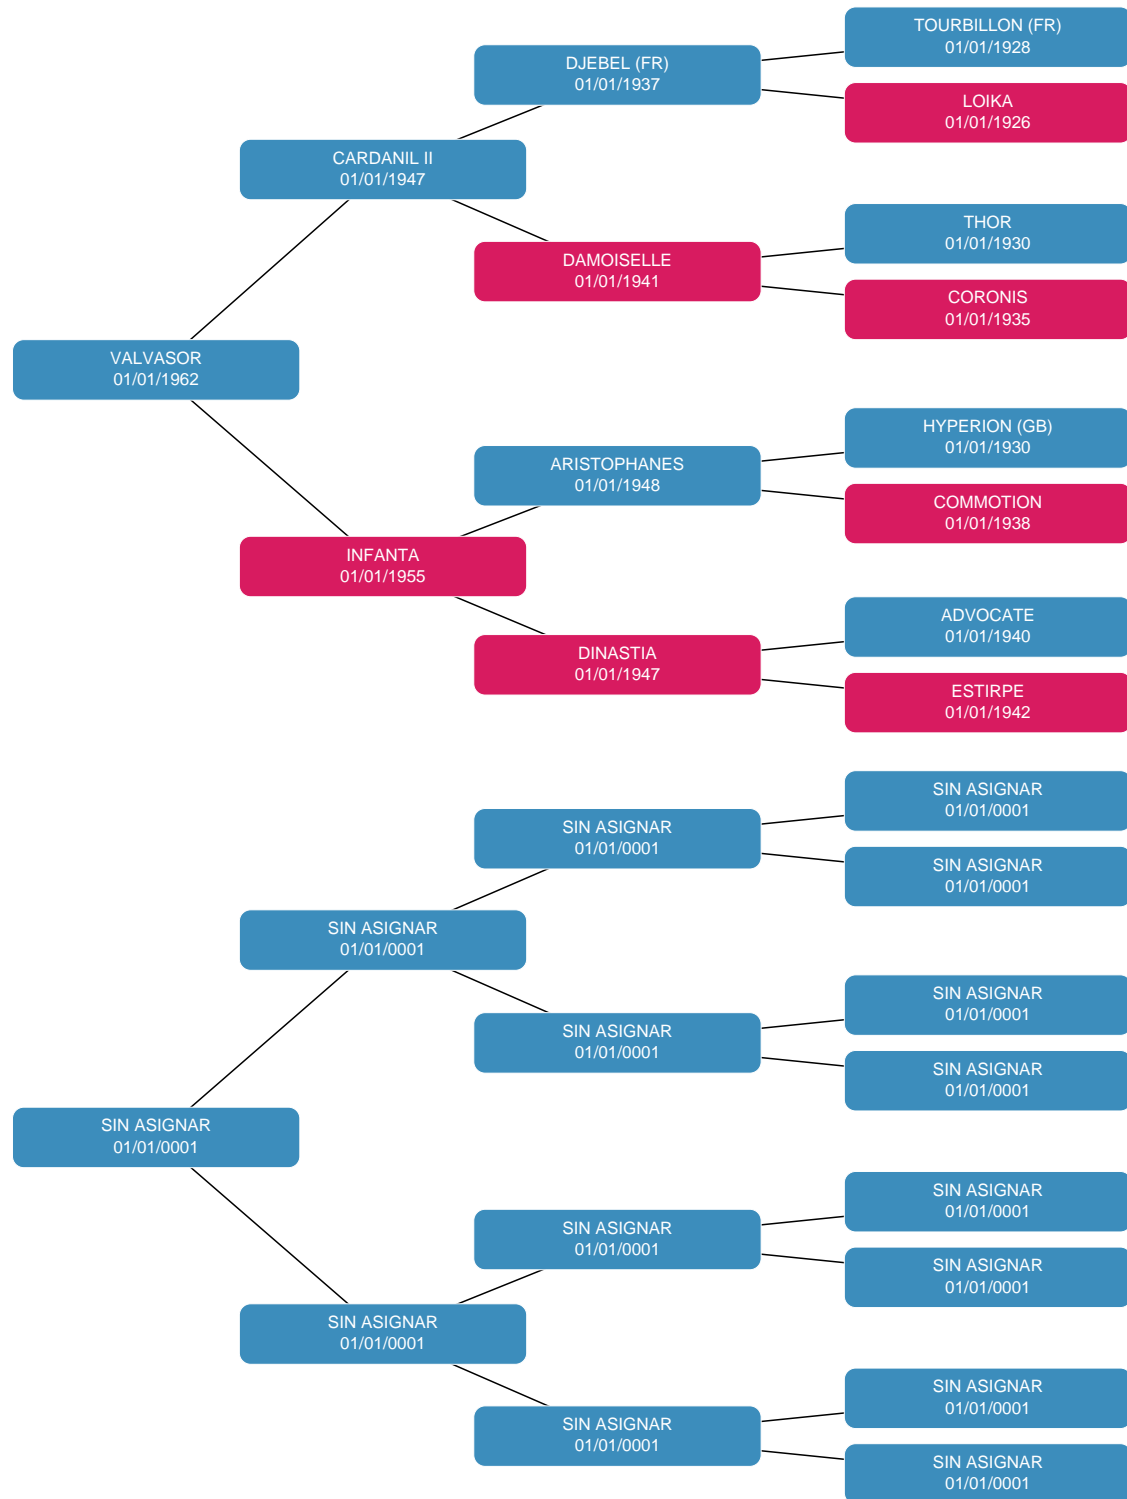 TOURBILLON (FR)
01/01/1928
DJEBEL (FR)
01/01/1937
LOIKA
01/01/1926
CARDANIL II
01/01/1947
THOR
01/01/1930
DAMOISELLE
01/01/1941
CORONIS
01/01/1935
VALVASOR
01/01/1962
HYPERION (GB)
01/01/1930
ARISTOPHANES
01/01/1948
COMMOTION
01/01/1938
INFANTA
01/01/1955
ADVOCATE
01/01/1940
DINASTIA
01/01/1947
ESTIRPE
01/01/1942
SIN ASIGNAR
01/01/0001
SIN ASIGNAR
01/01/0001
SIN ASIGNAR
01/01/0001
SIN ASIGNAR
01/01/0001
SIN ASIGNAR
01/01/0001
SIN ASIGNAR
01/01/0001
SIN ASIGNAR
01/01/0001
SIN ASIGNAR
01/01/0001
SIN ASIGNAR
01/01/0001
SIN ASIGNAR
01/01/0001
SIN ASIGNAR
01/01/0001
SIN ASIGNAR
01/01/0001
SIN ASIGNAR
01/01/0001
SIN ASIGNAR
01/01/0001
SIN ASIGNAR
01/01/0001